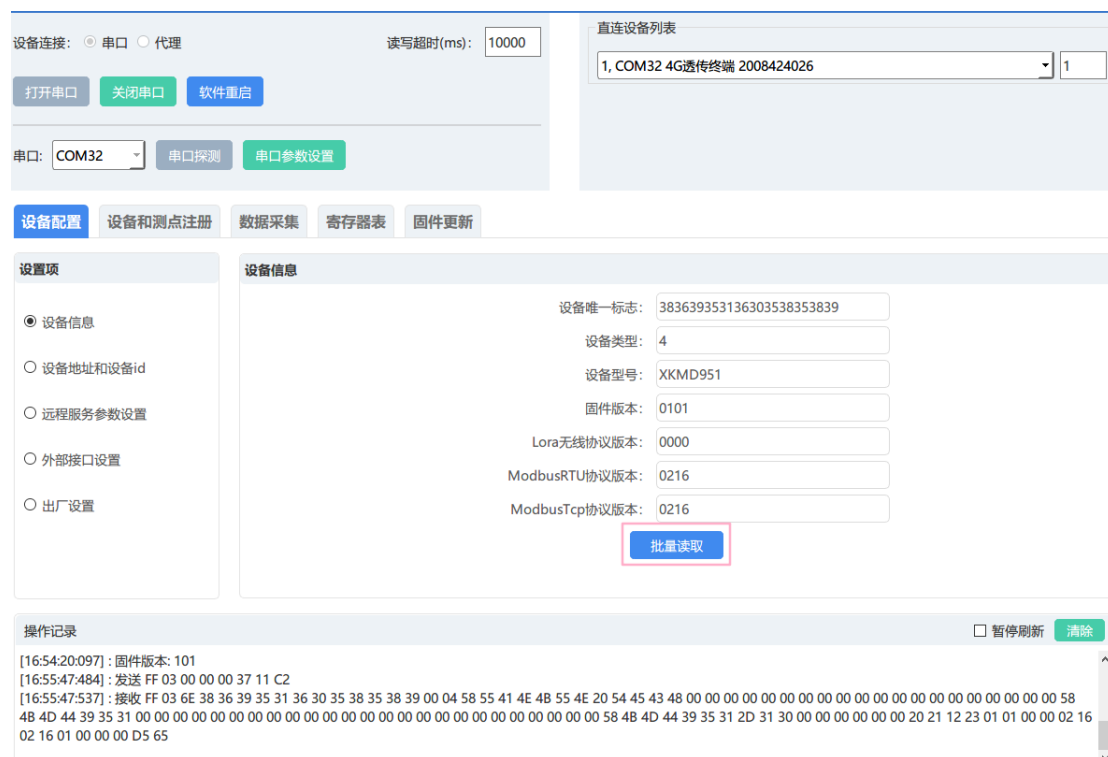 设备连接: 串口 代理 读写超时(ms): 10000
打开串口 关闭串口 软件重启
串口: COM32 串口探测 串口参数设置
直连设备列表
1, COM32 4G透传终端 2008424026 1
设备配置 设备和测点注册 数据采集 寄存器表 固件更新
设置项
设备信息
设备地址和设备id
远程服务参数设置
外部接口设置
出厂设置
设备信息
设备唯一标志: 383639353136303538353839
设备类型: 4
设备型号: XKMD951
固件版本: 0101
Lora无线协议版本: 0000
ModbusRTU协议版本: 0216
ModbusTcp协议版本: 0216
批量读取
操作记录 暂停刷新 清除
[16:54:20:097] : 固件版本: 101
[16:55:47:484] : 发送 FF 03 00 00 00 37 11 C2
[16:55:47:537] : 接收 FF 03 6E 38 36 39 35 31 36 30 35 38 35 38 39 00 04 58 55 41 4E 4B 55 4E 20 54 45 43 48 00 00 00 00 00 00 00 00 00 00 00 00 00 00 00 00 00 00 00 00 58
4B 4D 44 39 35 31 00 00 00 00 00 00 00 00 00 00 00 00 00 00 00 00 00 00 00 00 00 00 00 00 00 58 4B 4D 44 39 35 31 2D 31 30 00 00 00 00 00 00 20 21 12 23 01 01 00 00 02 16
02 16 01 00 00 00 D5 65